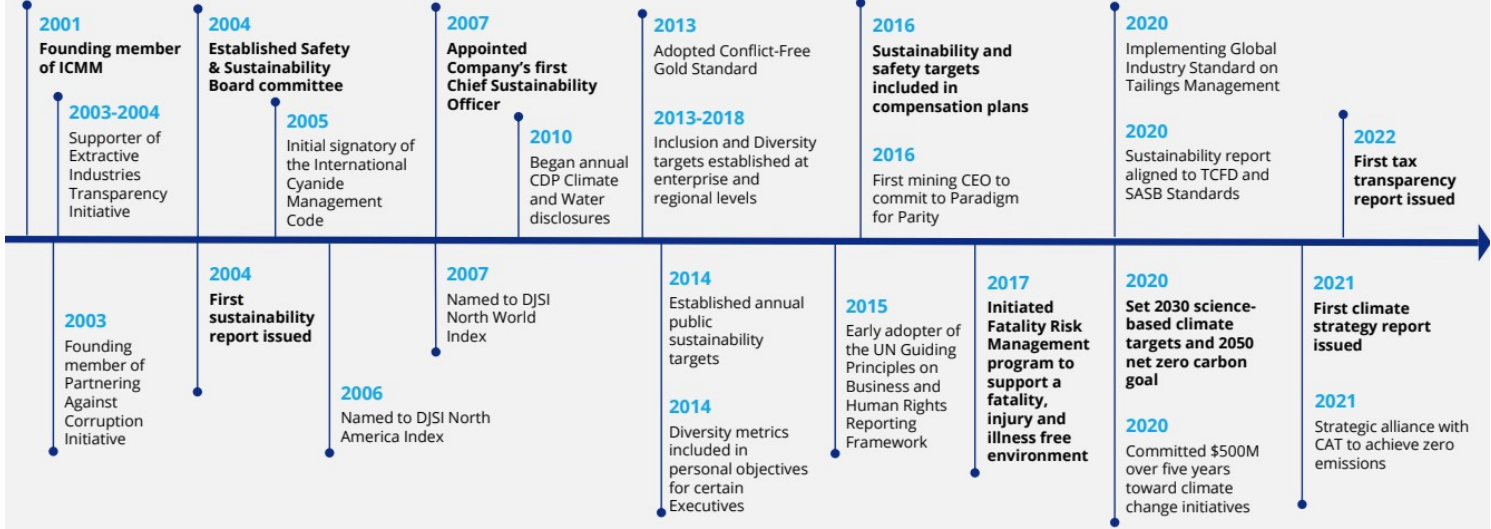 2001
Founding member
of ICMM
2003-2004
Supporter of
Extractive
Industries
Transparency
Initiative
2004
Established Safety
& Sustainability
Board committee
2005
Initial signatory of
the International
Cyanide
Management
Code
2007
Appointed
Company’s first
Chief Sustainability
Officer
2010
Began annual
CDP Climate
and Water
disclosures
2013
Adopted Conflict-Free
Gold Standard
2013-2018
Inclusion and Diversity
targets established at
enterprise and
regional levels
2016
Sustainability and
safety targets
included in
compensation plans
2016
First mining CEO to
commit to Paradigm
for Parity
2020
Implementing Global
Industry Standard on
Tailings Management
2020
Sustainability report
aligned to TCFD and
SASB Standards
2022
First tax
transparency
report issued
2003
Founding
member of
Partnering
Against
Corruption
Initiative
2004
First
sustainability
report issued
2006
Named to DJSI North
America Index
2007
Named to DJSI
North World
Index
2014
Established annual
public
sustainability
targets
2014
Diversity metrics
included in
personal objectives
for certain
Executives
2015
Early adopter of
the UN Guiding
Principles on
Business and
Human Rights
Reporting
Framework
2017
Initiated
Fatality Risk
Management
program to
support a
fatality,
injury and
illness free
environment
2020
Set 2030 science-
based climate
targets and 2050
net zero carbon
goal
2020
Committed $500M
over five years
toward climate
change initiatives
2021
First climate
strategy report
issued
2021
Strategic alliance with
CAT to achieve zero
emissions